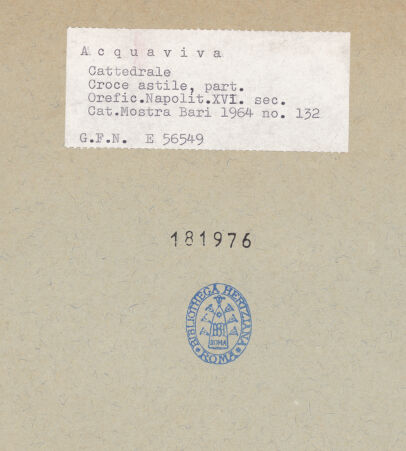 A c q u a v i v a
Cattedrale
Croce astile, part.
Orefic.Napolit.XVI. sec.
Cat.Mostra Bari 1964 no. 132
G.F.N. E 56549
181976
BIBLIOTHECA HERTZIANA
ROMA
ROMA